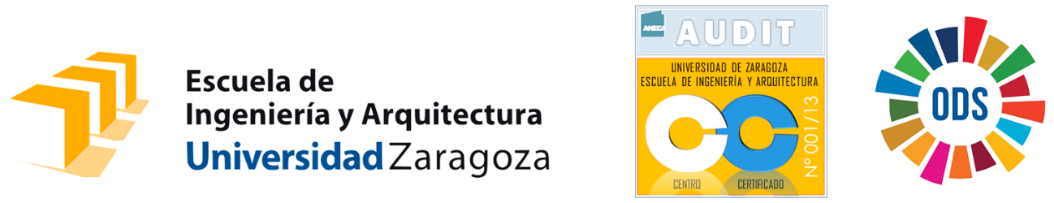 Escuela de
Ingeniería y Arquitectura
Universidad Zaragoza
ANECA
AUDIT
UNIVERSIDAD DE ZARAGOZA
ESCUELA DE INGENIERÍA Y ARQUITECTURA
CC
Nº 001/13
CENTRO CERTIFICADO
ODS